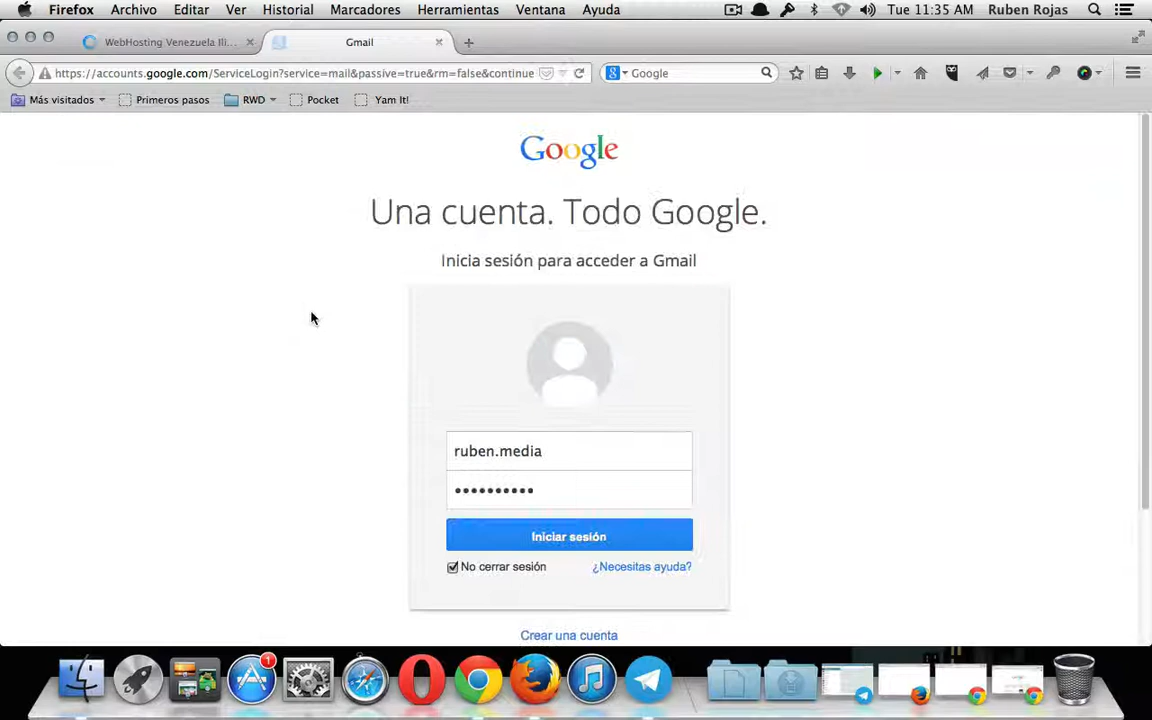 Firefox Archivo Editar Ver Historial Marcadores Herramientas Ventana Ayuda Tue 11:35 AM Ruben Rojas
WebHosting Venezuela Ili... Gmail
https://accounts.google.com/ServiceLogin?service=mail&passive=true&rm=false&continue Google
Más visitados Primeros pasos RWD Pocket Yam It!
Google
Una cuenta. Todo Google.
Inicia sesión para acceder a Gmail
ruben.media
••••••••••
Iniciar sesión
No cerrar sesión ¿Necesitas ayuda?
Crear una cuenta
1